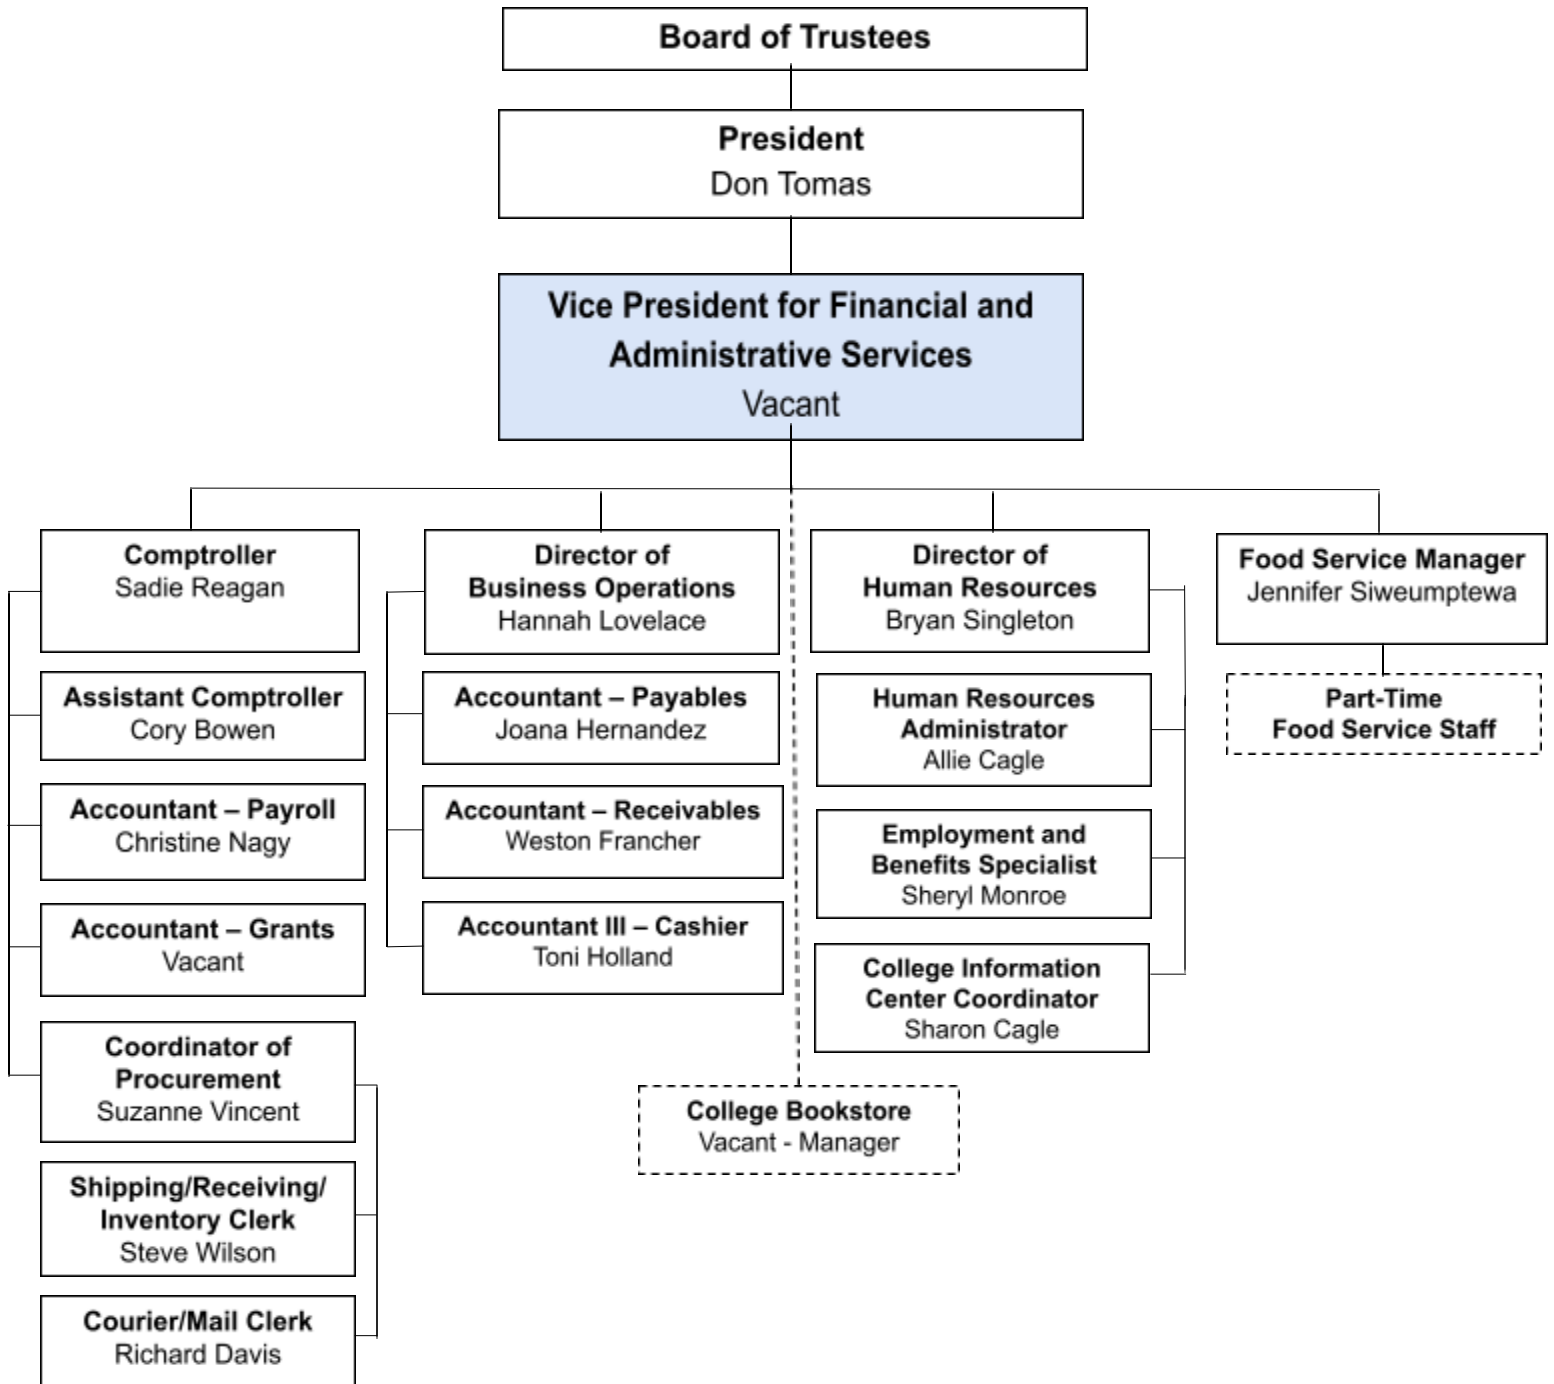 Board of Trustees
President
Don Tomas
Vice President for Financial and
Administrative Services
Vacant
Comptroller
Sadie Reagan
Assistant Comptroller
Cory Bowen
Accountant – Payroll
Christine Nagy
Accountant – Grants
Vacant
Coordinator of
Procurement
Suzanne Vincent
Shipping/Receiving/
Inventory Clerk
Steve Wilson
Courier/Mail Clerk
Richard Davis
Director of
Business Operations
Hannah Lovelace
Accountant – Payables
Joana Hernandez
Accountant – Receivables
Weston Francher
Accountant III – Cashier
Toni Holland
College Bookstore
Vacant - Manager
Director of
Human Resources
Bryan Singleton
Human Resources
Administrator
Allie Cagle
Employment and
Benefits Specialist
Sheryl Monroe
College Information
Center Coordinator
Sharon Cagle
Food Service Manager
Jennifer Siweumptewa
Part-Time
Food Service Staff